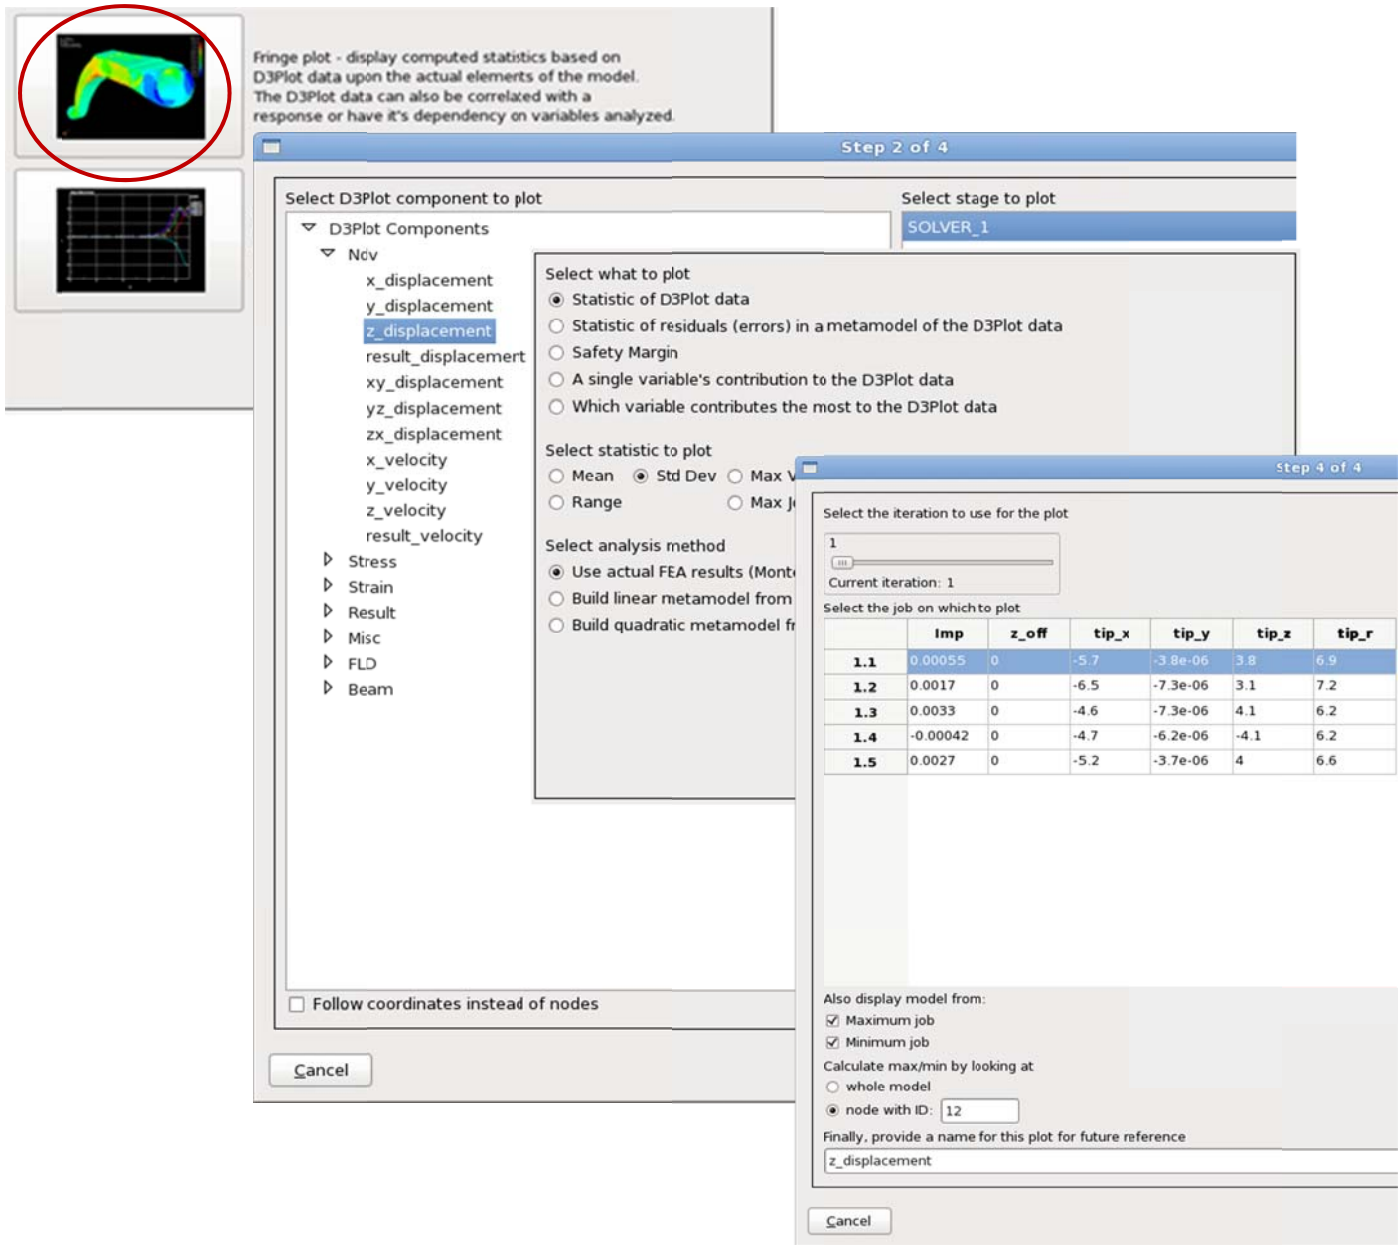 Fringe plot - display computed statistics based on
D3Plot data upon the actual elements of the model.
The D3Plot data can also be correlated with a
response or have it's dependency on variables analyzed.
Step 2 of 4
Select D3Plot component to plot
Select stage to plot
D3Plot Components
SOLVER_1
Ndv
x_displacement
y_displacement
z_displacement
result_displacement
xy_displacement
yz_displacement
zx_displacement
x_velocity
y_velocity
z_velocity
result_velocity
Stress
Strain
Result
Misc
FLD
Beam
Follow coordinates instead of nodes
Cancel
Select what to plot
Statistic of D3Plot data
Statistic of residuals (errors) in a metamodel of the D3Plot data
Safety Margin
A single variable's contribution to the D3Plot data
Which variable contributes the most to the D3Plot data
Select statistic to plot
Mean Std Dev Max V
Range Max J
Select analysis method
Use actual FEA results (Monte
Build linear metamodel from
Build quadratic metamodel fr
Step 4 of 4
Select the iteration to use for the plot
1
Current iteration: 1
Select the job on which to plot
Imp z_off tip_x tip_y tip_z tip_r
1.1 0.00055 0 -5.7 -3.8e-06 3.8 6.9
1.2 0.0017 0 -6.5 -7.3e-06 3.1 7.2
1.3 0.0033 0 -4.6 -7.3e-06 4.1 6.2
1.4 -0.00042 0 -4.7 -6.2e-06 -4.1 6.2
1.5 0.0027 0 -5.2 -3.7e-06 4 6.6
Also display model from:
Maximum job
Minimum job
Calculate max/min by looking at
whole model
node with ID: 12
Finally, provide a name for this plot for future reference
z_displacement
Cancel